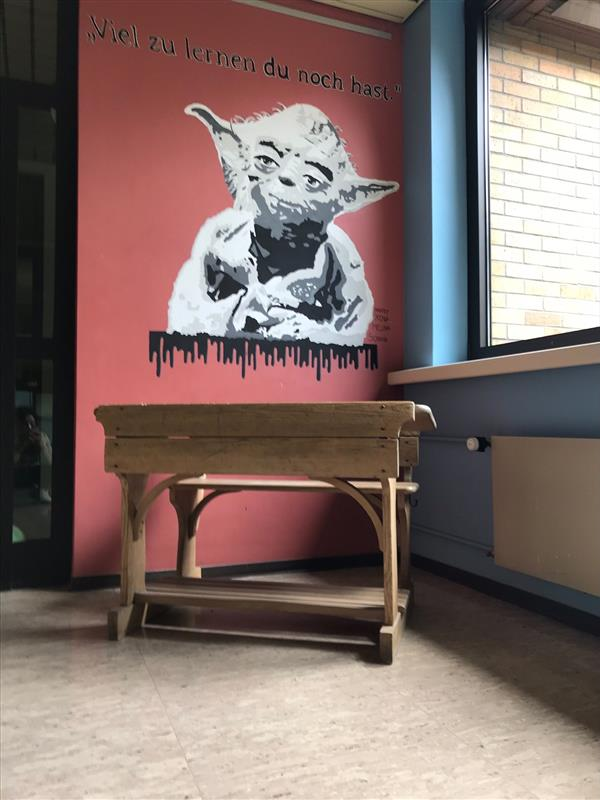 „Viel zu lernen du noch hast."